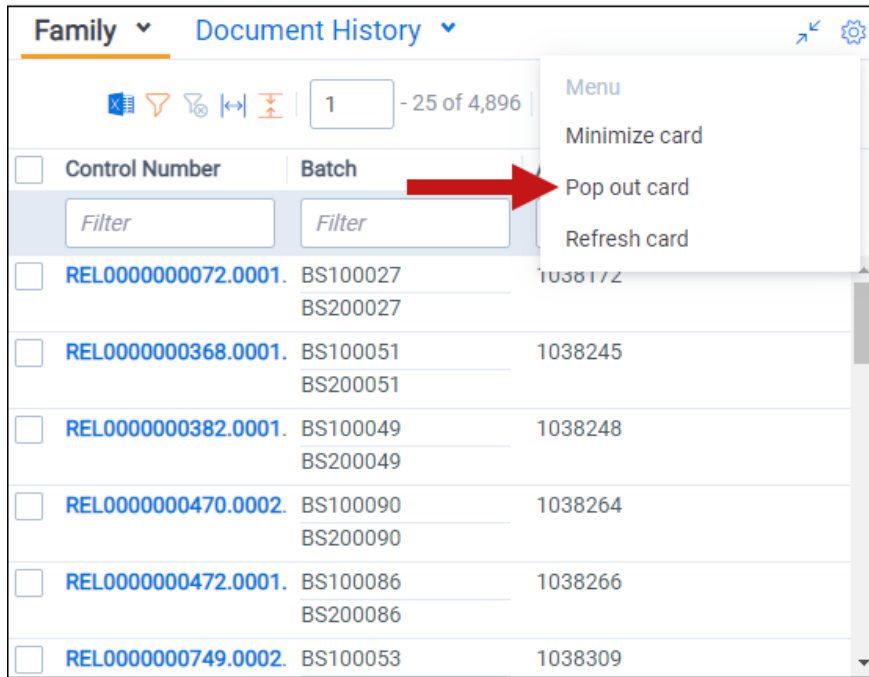 Family Document History
Menu
1 - 25 of 4,896
Minimize card
Control Number Batch
Pop out card
Filter Filter
Refresh card
REL0000000072.0001. BS100027 1038172
BS200027
REL0000000368.0001. BS100051 1038245
BS200051
REL0000000382.0001. BS100049 1038248
BS200049
REL0000000470.0002. BS100090 1038264
BS200090
REL0000000472.0001. BS100086 1038266
BS200086
REL0000000749.0002. BS100053 1038309